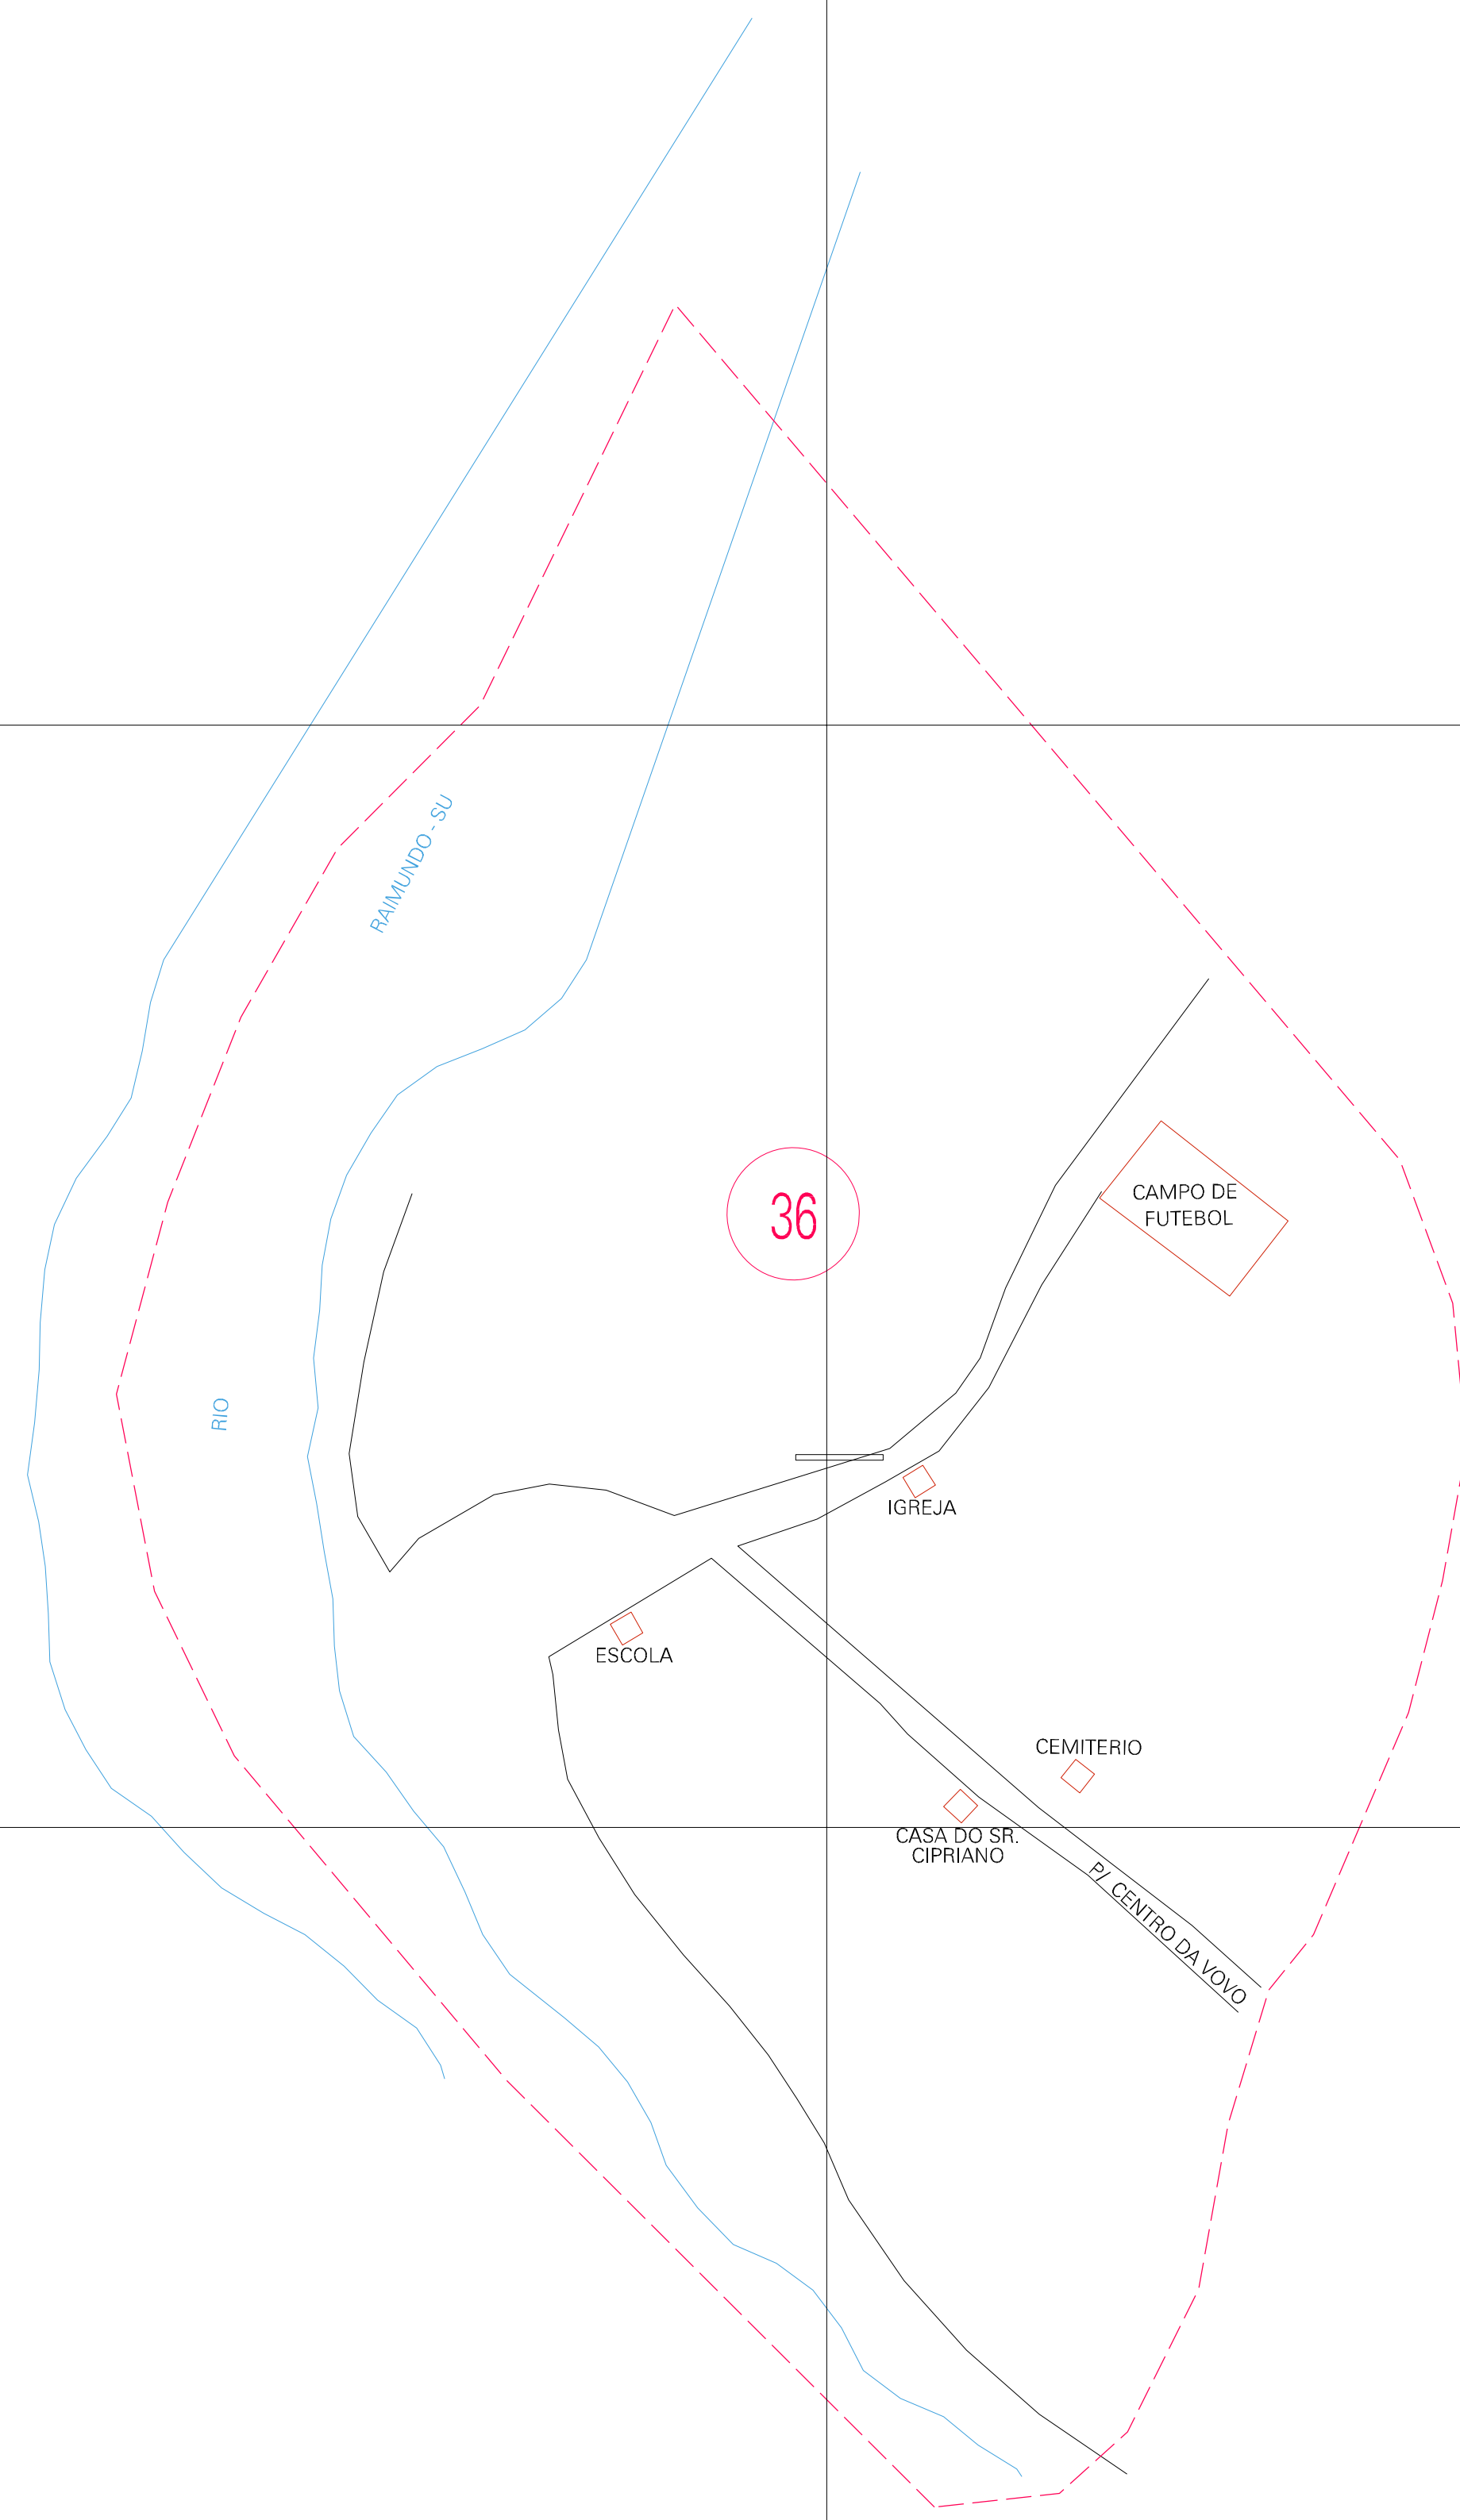 RAIMUNDO - SU
CAMPO DE
FUTEBOL
36
RIO
IGREJA
ESCOLA
CEMITERIO
CASA DO SR.
CIPRIANO
P/ CENTRO DA VOVO